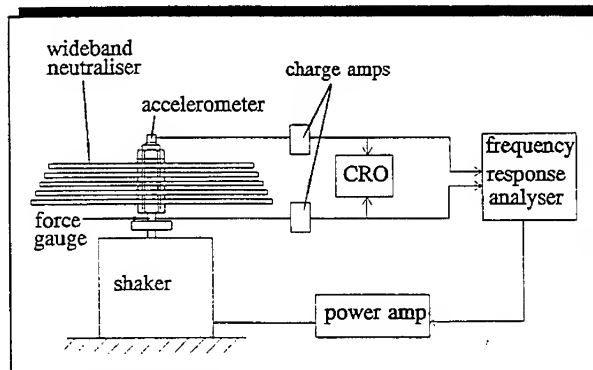 wideband
neutraliser
charge amps
accelerometer
frequency
response
analyser
CRO
force
gauge
shaker
power amp